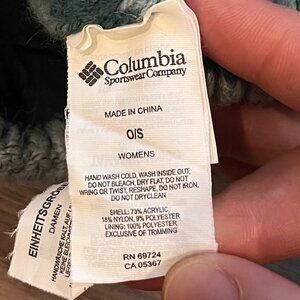 Columbia
Sportswear Company
MADE IN CHINA
O/S
WOMENS
HAND WASH COLD, WASH INSIDE OUT,
DO NOT BLEACH, DRY FLAT, DO NOT
WRING OR TWIST, RESHAPE, DO NOT IRON,
DO NOT DRYCLEAN
SHELL: 73% ACRYLIC,
18% NYLON, 9% POLYESTER
LINING: 100% POLYESTER
EXCLUSIVE OF TRIMMING
RN 69724
CA 05367
DAMEN